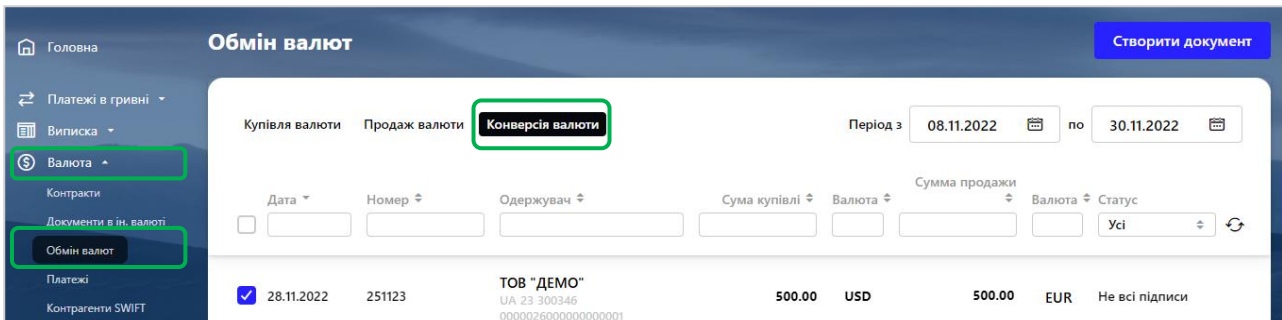 Головна
Платежі в гривні
Виписка
Валюта
Контракти
Документи в ін. валюті
Обмін валют
Платежі
Контрагенти SWIFT
Обмін валют
Створити документ
Купівля валюти Продаж валюти Конверсія валюти Період з 08.11.2022 по 30.11.2022
Дата Номер Одержувач Сума купівлі Валюта Сумма продажи Валюта Статус
Усі
28.11.2022 251123 ТОВ "ДЕМО" 500.00 USD 500.00 EUR Не всі підписи
UA 23 300346
0000026000000000001